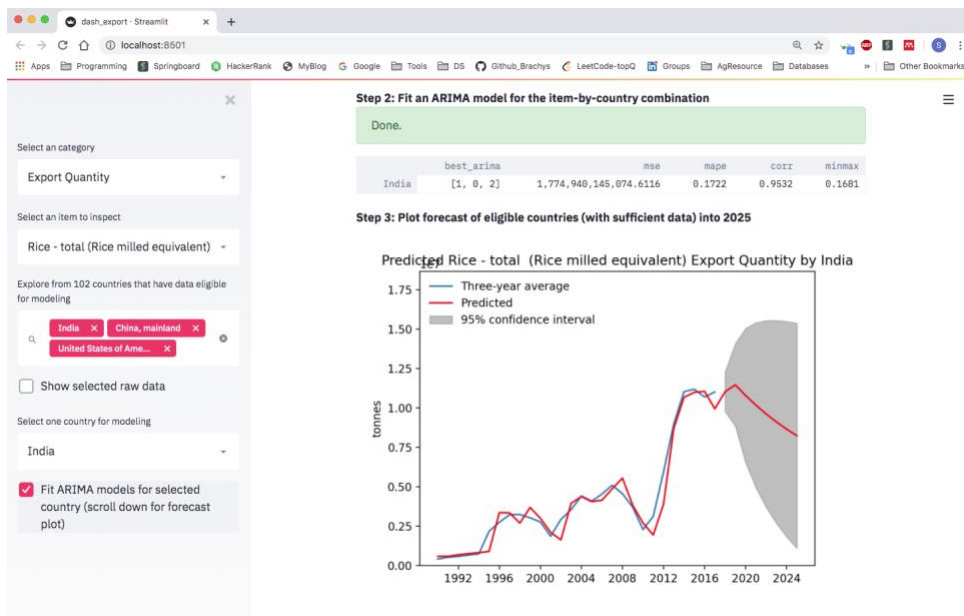 dash_export · Streamlit
localhost:8501
Apps Programming Springboard HackerRank MyBlog Google Tools DS Github_Brachys LeetCode-topQ Groups AgResource Databases » Other Bookmarks
Select an category
Export Quantity
Select an item to inspect
Rice - total (Rice milled equivalent)
Explore from 102 countries that have data eligible
for modeling
India × China, mainland ×
United States of Ame... ×
Show selected raw data
Select one country for modeling
India
Fit ARIMA models for selected
country (scroll down for forecast
plot)
Step 2: Fit an ARIMA model for the item-by-country combination
Done.
best_arima mse mape corr minmax
India [1, 0, 2] 1,774,940,145,074.6116 0.1722 0.9532 0.1681
Step 3: Plot forecast of eligible countries (with sufficient data) into 2025
Predicted Rice - total (Rice milled equivalent) Export Quantity by India
1e7
Three-year average
Predicted
95% confidence interval
tonnes
1.75
1.50
1.25
1.00
0.75
0.50
0.25
0.00
1992 1996 2000 2004 2008 2012 2016 2020 2024